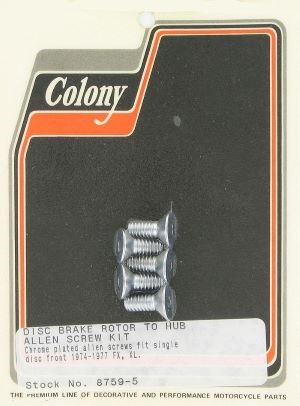 Colony
DISC BRAKE ROTOR TO HUB
ALLEN SCREW KIT
Chrome plated allen screws fit single
disc front 1974-1977 FX, XL.
Stock No. 8759-5
THE PREMIUM LINE OF DECORATIVE AND PERFORMANCE MOTORCYCLE PARTS